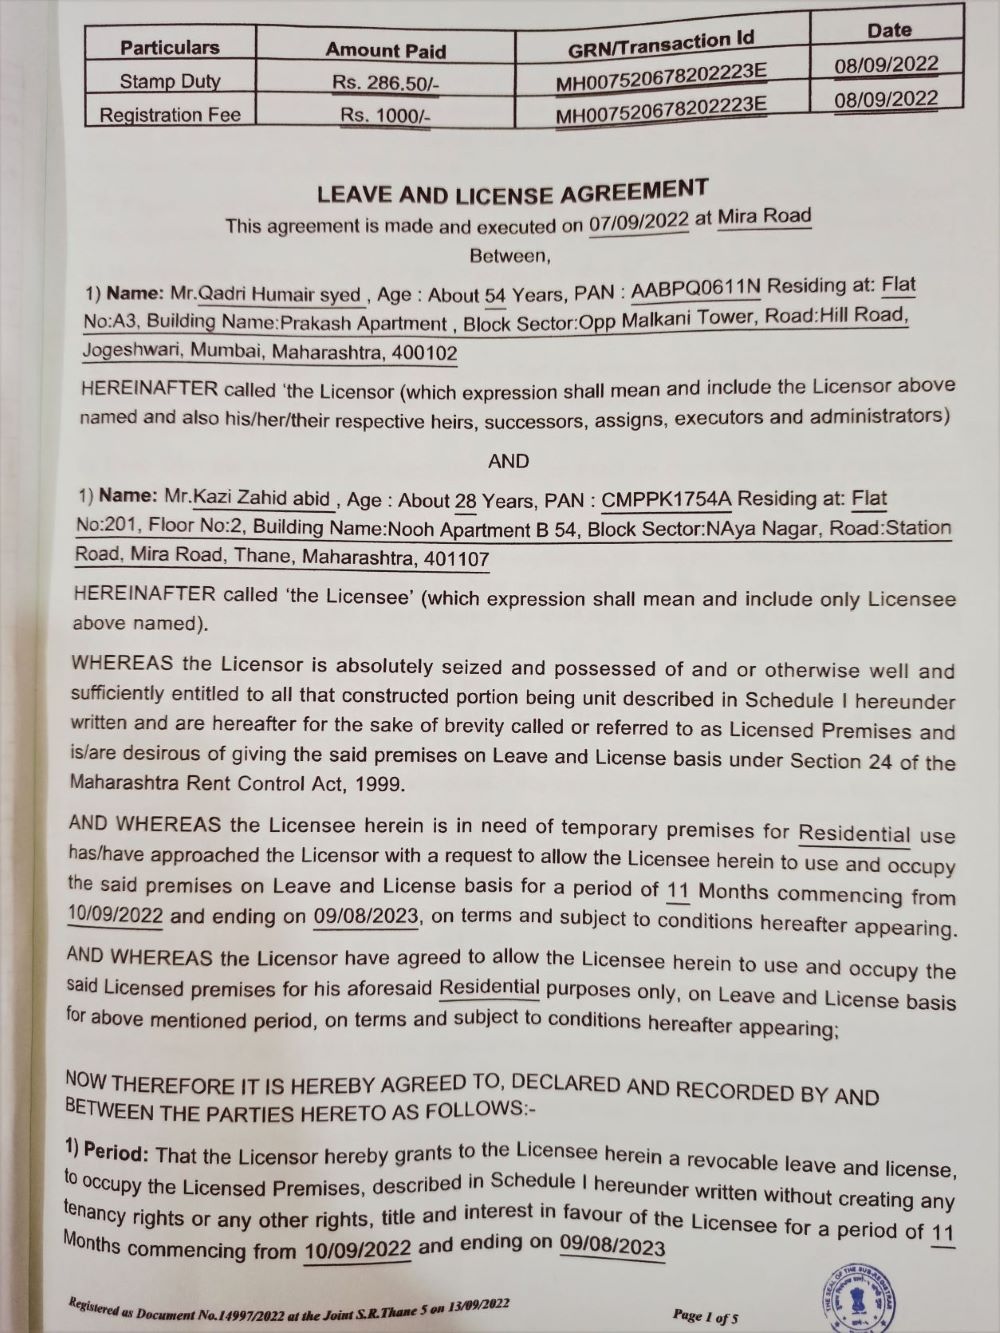 Particulars Amount Paid GRN/Transaction Id Date
Stamp Duty Rs. 286.50/- MH007520678202223E 08/09/2022
Registration Fee Rs. 1000/- MH007520678202223E 08/09/2022
LEAVE AND LICENSE AGREEMENT
This agreement is made and executed on 07/09/2022 at Mira Road
Between,
1) Name: Mr.Qadri Humair syed , Age : About 54 Years, PAN : AABPQ0611N Residing at: Flat
No:A3, Building Name:Prakash Apartment , Block Sector:Opp Malkani Tower, Road:Hill Road,
Jogeshwari, Mumbai, Maharashtra, 400102
HEREINAFTER called 'the Licensor (which expression shall mean and include the Licensor above
named and also his/her/their respective heirs, successors, assigns, executors and administrators)
AND
1) Name: Mr.Kazi Zahid abid , Age : About 28 Years, PAN : CMPPK1754A Residing at: Flat
No:201, Floor No:2, Building Name:Nooh Apartment B 54, Block Sector:NAya Nagar, Road:Station
Road, Mira Road, Thane, Maharashtra, 401107
HEREINAFTER called 'the Licensee' (which expression shall mean and include only Licensee
above named).
WHEREAS the Licensor is absolutely seized and possessed of and or otherwise well and
sufficiently entitled to all that constructed portion being unit described in Schedule I hereunder
written and are hereafter for the sake of brevity called or referred to as Licensed Premises and
is/are desirous of giving the said premises on Leave and License basis under Section 24 of the
Maharashtra Rent Control Act, 1999.
AND WHEREAS the Licensee herein is in need of temporary premises for Residential use
has/have approached the Licensor with a request to allow the Licensee herein to use and occupy
the said premises on Leave and License basis for a period of 11 Months commencing from
10/09/2022 and ending on 09/08/2023, on terms and subject to conditions hereafter appearing.
AND WHEREAS the Licensor have agreed to allow the Licensee herein to use and occupy the
said Licensed premises for his aforesaid Residential purposes only, on Leave and License basis
for above mentioned period, on terms and subject to conditions hereafter appearing;
NOW THEREFORE IT IS HEREBY AGREED TO, DECLARED AND RECORDED BY AND
BETWEEN THE PARTIES HERETO AS FOLLOWS:-
1) Period: That the Licensor hereby grants to the Licensee herein a revocable leave and license,
to occupy the Licensed Premises, described in Schedule I hereunder written without creating any
tenancy rights or any other rights, title and interest in favour of the Licensee for a period of 11
Months commencing from 10/09/2022 and ending on 09/08/2023
Registered as Document No.14997/2022 at the Joint S.R.Thane 5 on 13/09/2022
Page 1 of 5
THE SEAL OF THE SUB-REGISTRAR